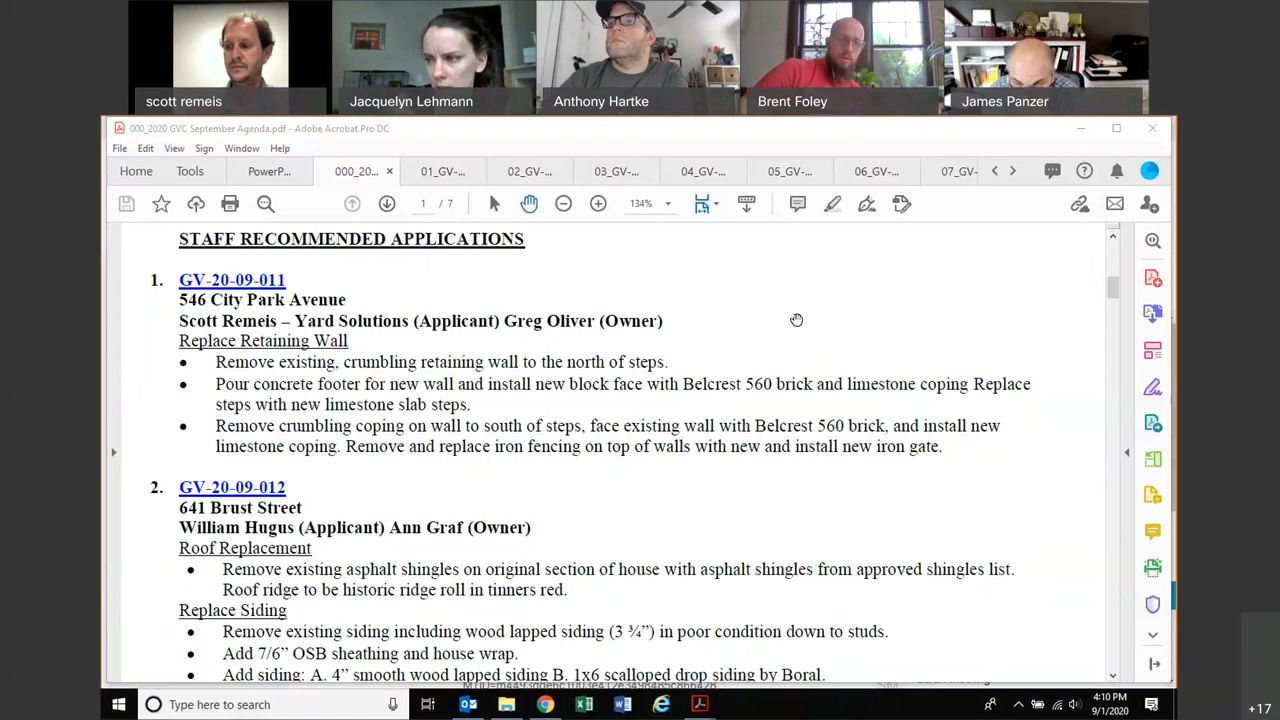 scott remeis
Jacquelyn Lehmann
Anthony Hartke
Brent Foley
James Panzer
000_2020 GVC September Agenda.pdf - Adobe Acrobat Pro DC
File Edit View Sign Window Help
Home Tools PowerP... 000_20... 01_GV-... 02_GV-... 03_GV-... 04_GV-... 05_GV-... 06_GV-... 07_GV-
1 / 7 134%
STAFF RECOMMENDED APPLICATIONS
1. GV-20-09-011
546 City Park Avenue
Scott Remeis – Yard Solutions (Applicant) Greg Oliver (Owner)
Replace Retaining Wall
• Remove existing, crumbling retaining wall to the north of steps.
• Pour concrete footer for new wall and install new block face with Belcrest 560 brick and limestone coping Replace
steps with new limestone slab steps.
• Remove crumbling coping on wall to south of steps, face existing wall with Belcrest 560 brick, and install new
limestone coping. Remove and replace iron fencing on top of walls with new and install new iron gate.
2. GV-20-09-012
641 Brust Street
William Hugus (Applicant) Ann Graf (Owner)
Roof Replacement
• Remove existing asphalt shingles on original section of house with asphalt shingles from approved shingles list.
Roof ridge to be historic ridge roll in tinners red.
Replace Siding
• Remove existing siding including wood lapped siding (3 ¾”) in poor condition down to studs.
• Add 7/6” OSB sheathing and house wrap.
• Add siding: A. 4” smooth wood lapped siding B. 1x6 scalloped drop siding by Boral.
Type here to search
4:10 PM
9/1/2020
+17